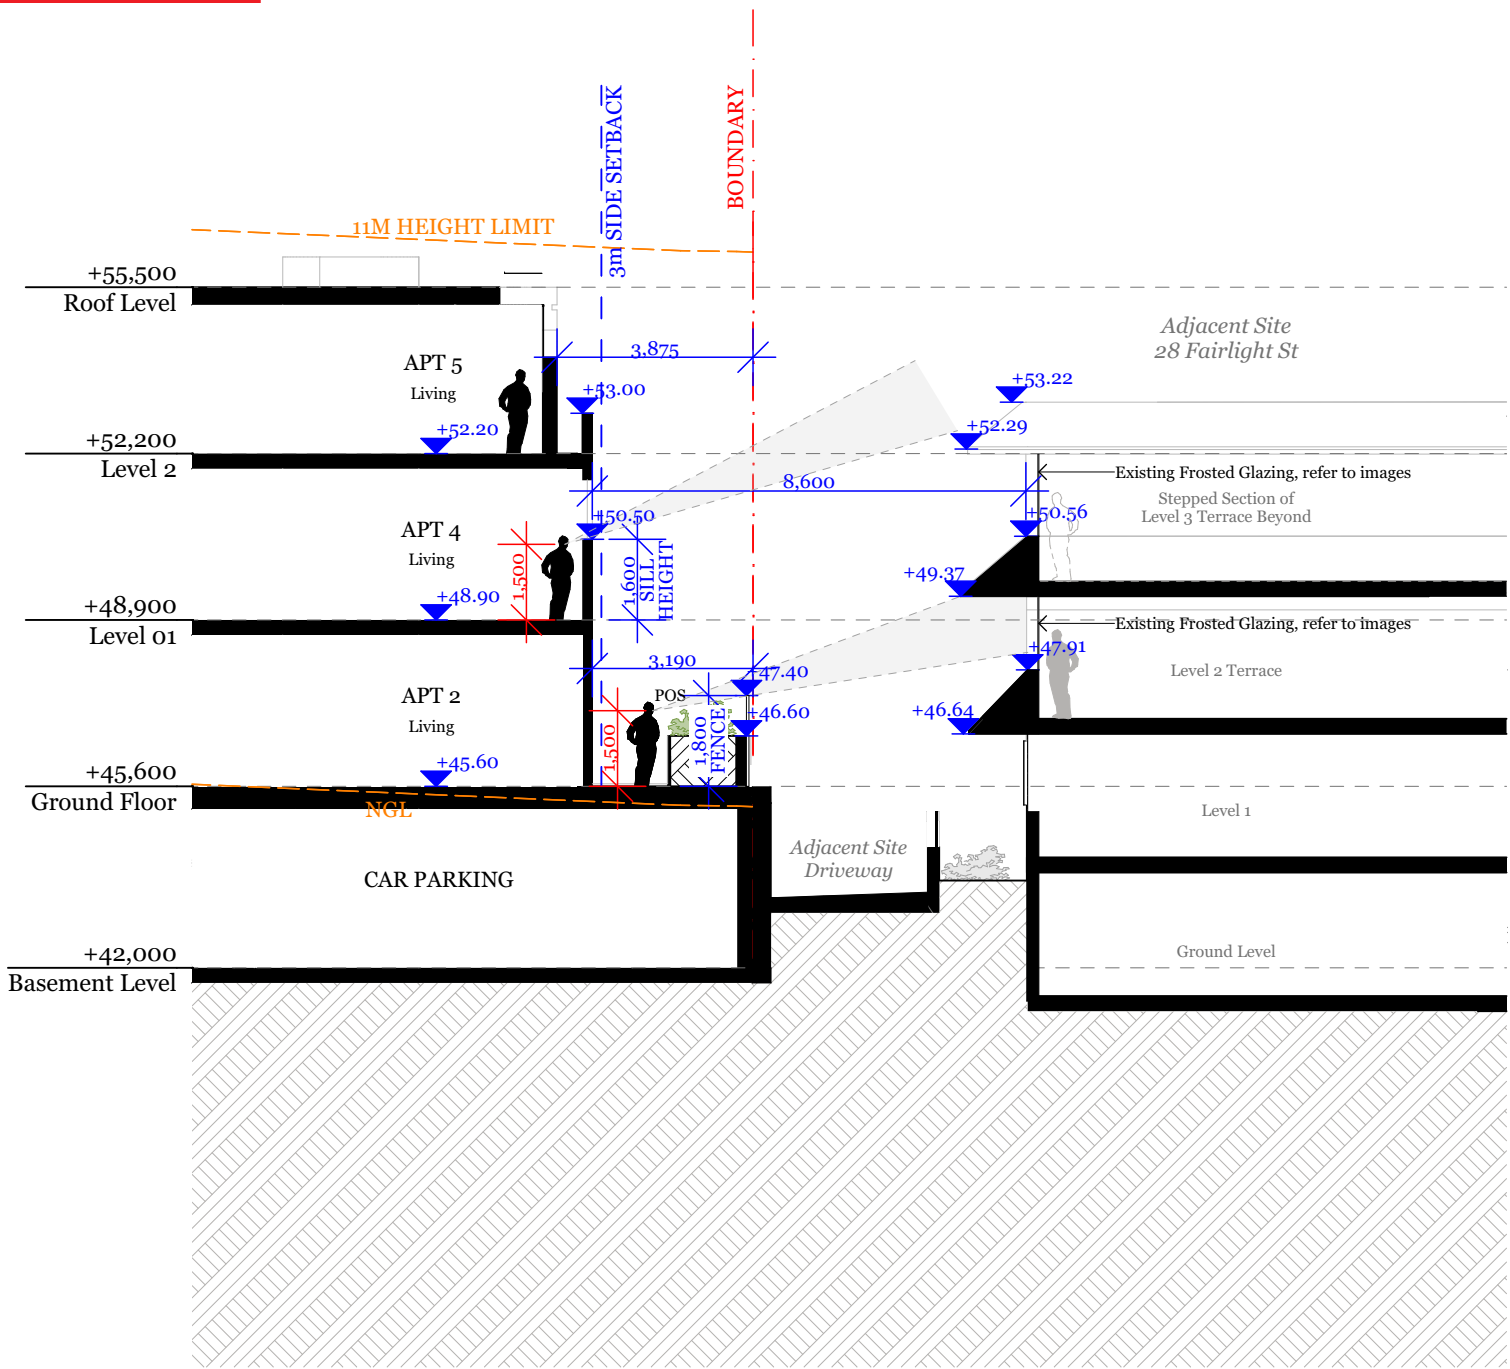 3m SIDE SETBACK
BOUNDARY
11M HEIGHT LIMIT
+55,500
Roof Level
Adjacent Site
28 Fairlight St
3,875
APT 5
Living
+53.00
+53.22
+52.20
+52.29
+52,200
Level 2
Existing Frosted Glazing, refer to images
8,600
Stepped Section of
Level 3 Terrace Beyond
+50.50
+50.56
APT 4
Living
1,500
1,600
SILL
HEIGHT
+49.37
+48.90
+48,900
Level 01
Existing Frosted Glazing, refer to images
+47.91
3,190
+47.40
Level 2 Terrace
APT 2
Living
POS
+46.60
+46.64
1,500
1,800
FENCE
+45.60
+45,600
Ground Floor
NGL
Level 1
Adjacent Site
Driveway
CAR PARKING
+42,000
Basement Level
Ground Level